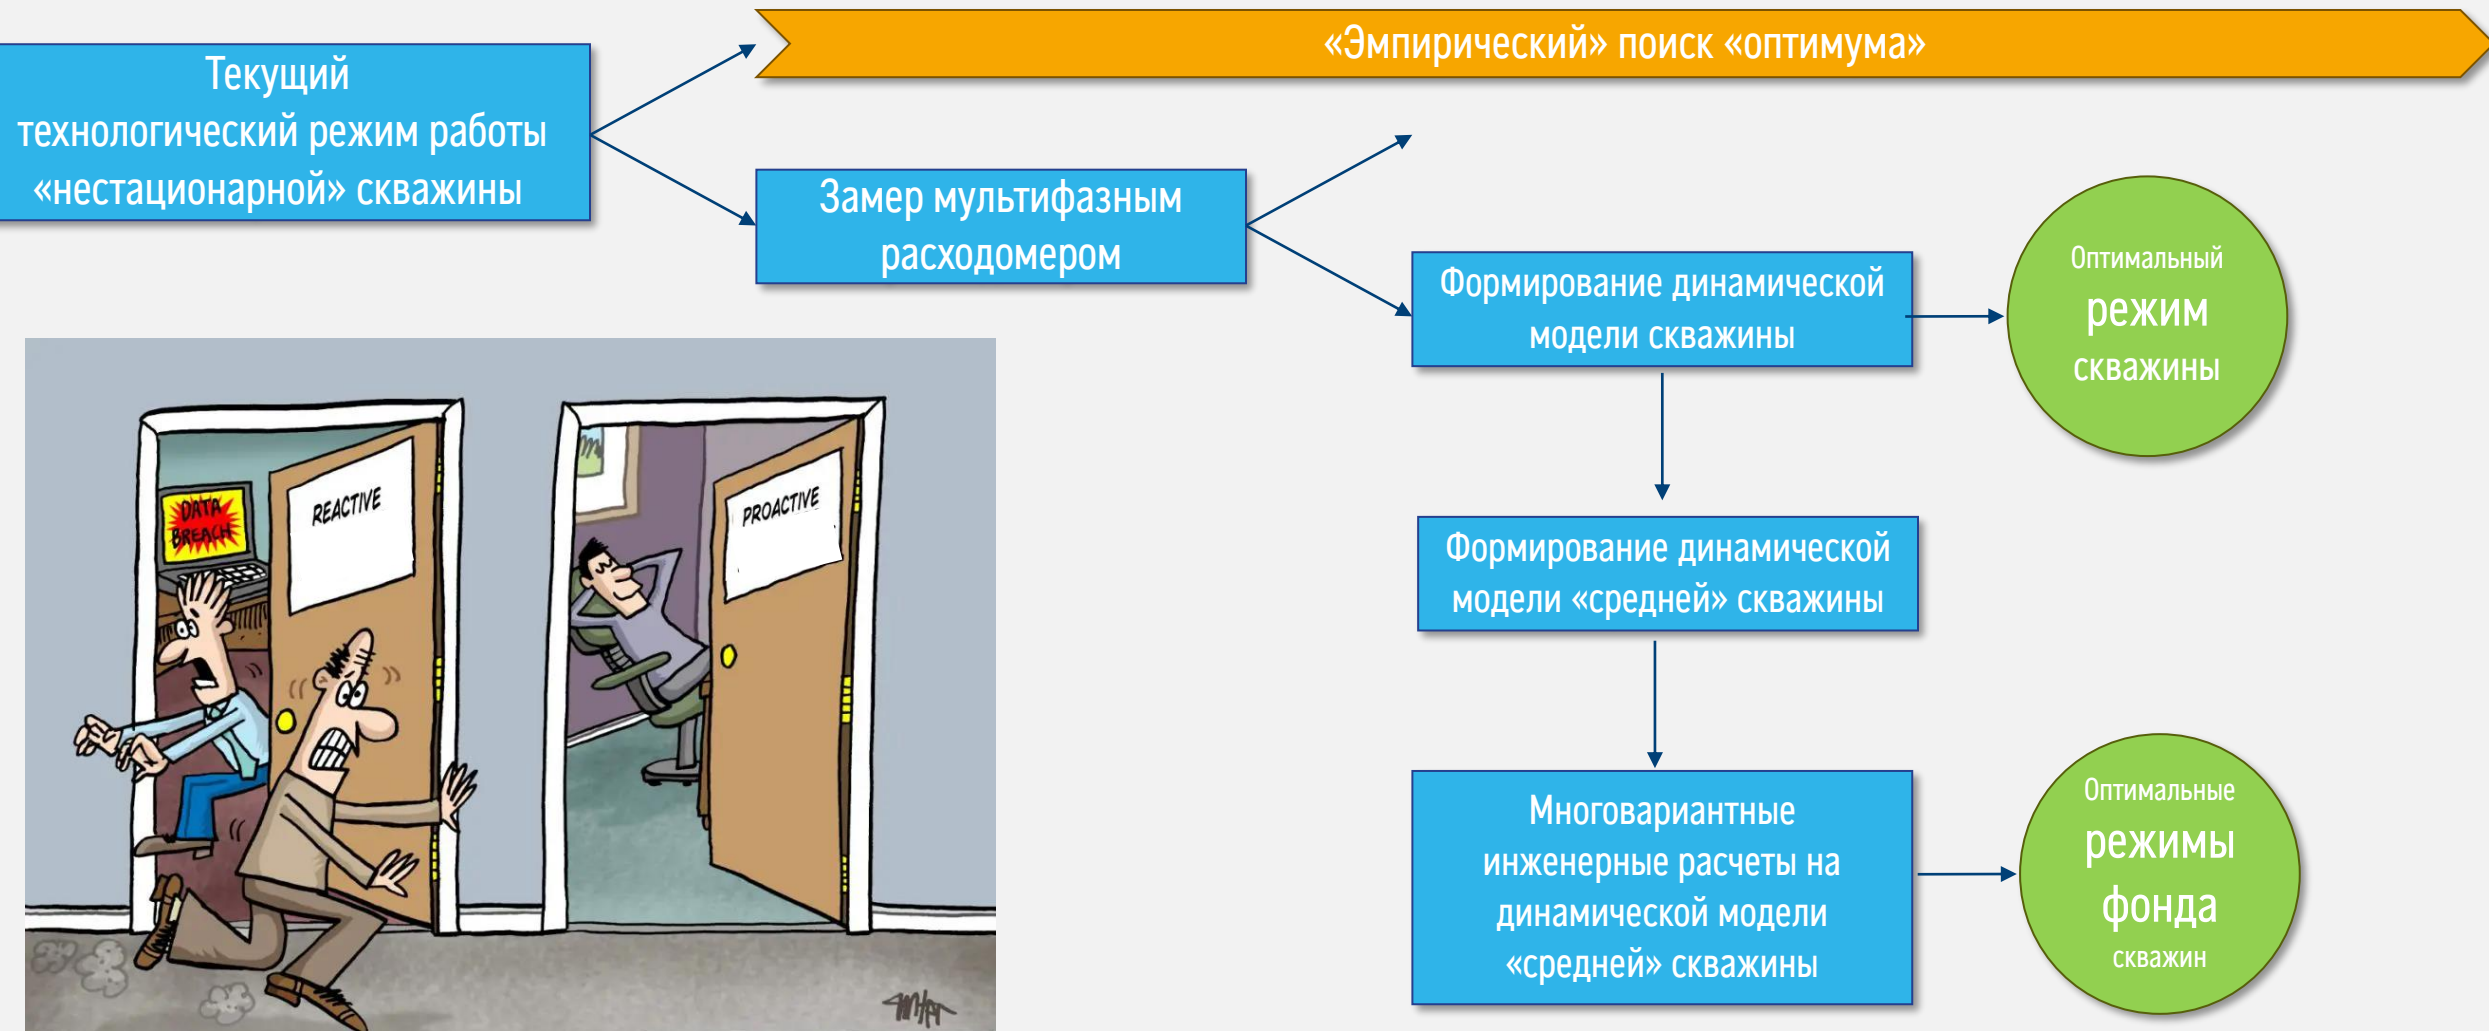 «Эмпирический» поиск «оптимума»
Текущий
технологический режим работы
«нестационарной» скважины
Замер мультифазным
расходомером
Формирование динамической
модели скважины
Оптимальный
режим
скважины
DATA
BREACH
REACTIVE
PROACTIVE
Формирование динамической
модели «средней» скважины
Многовариантные
инженерные расчеты на
динамической модели
«средней» скважины
Оптимальные
режимы
фонда
скважин